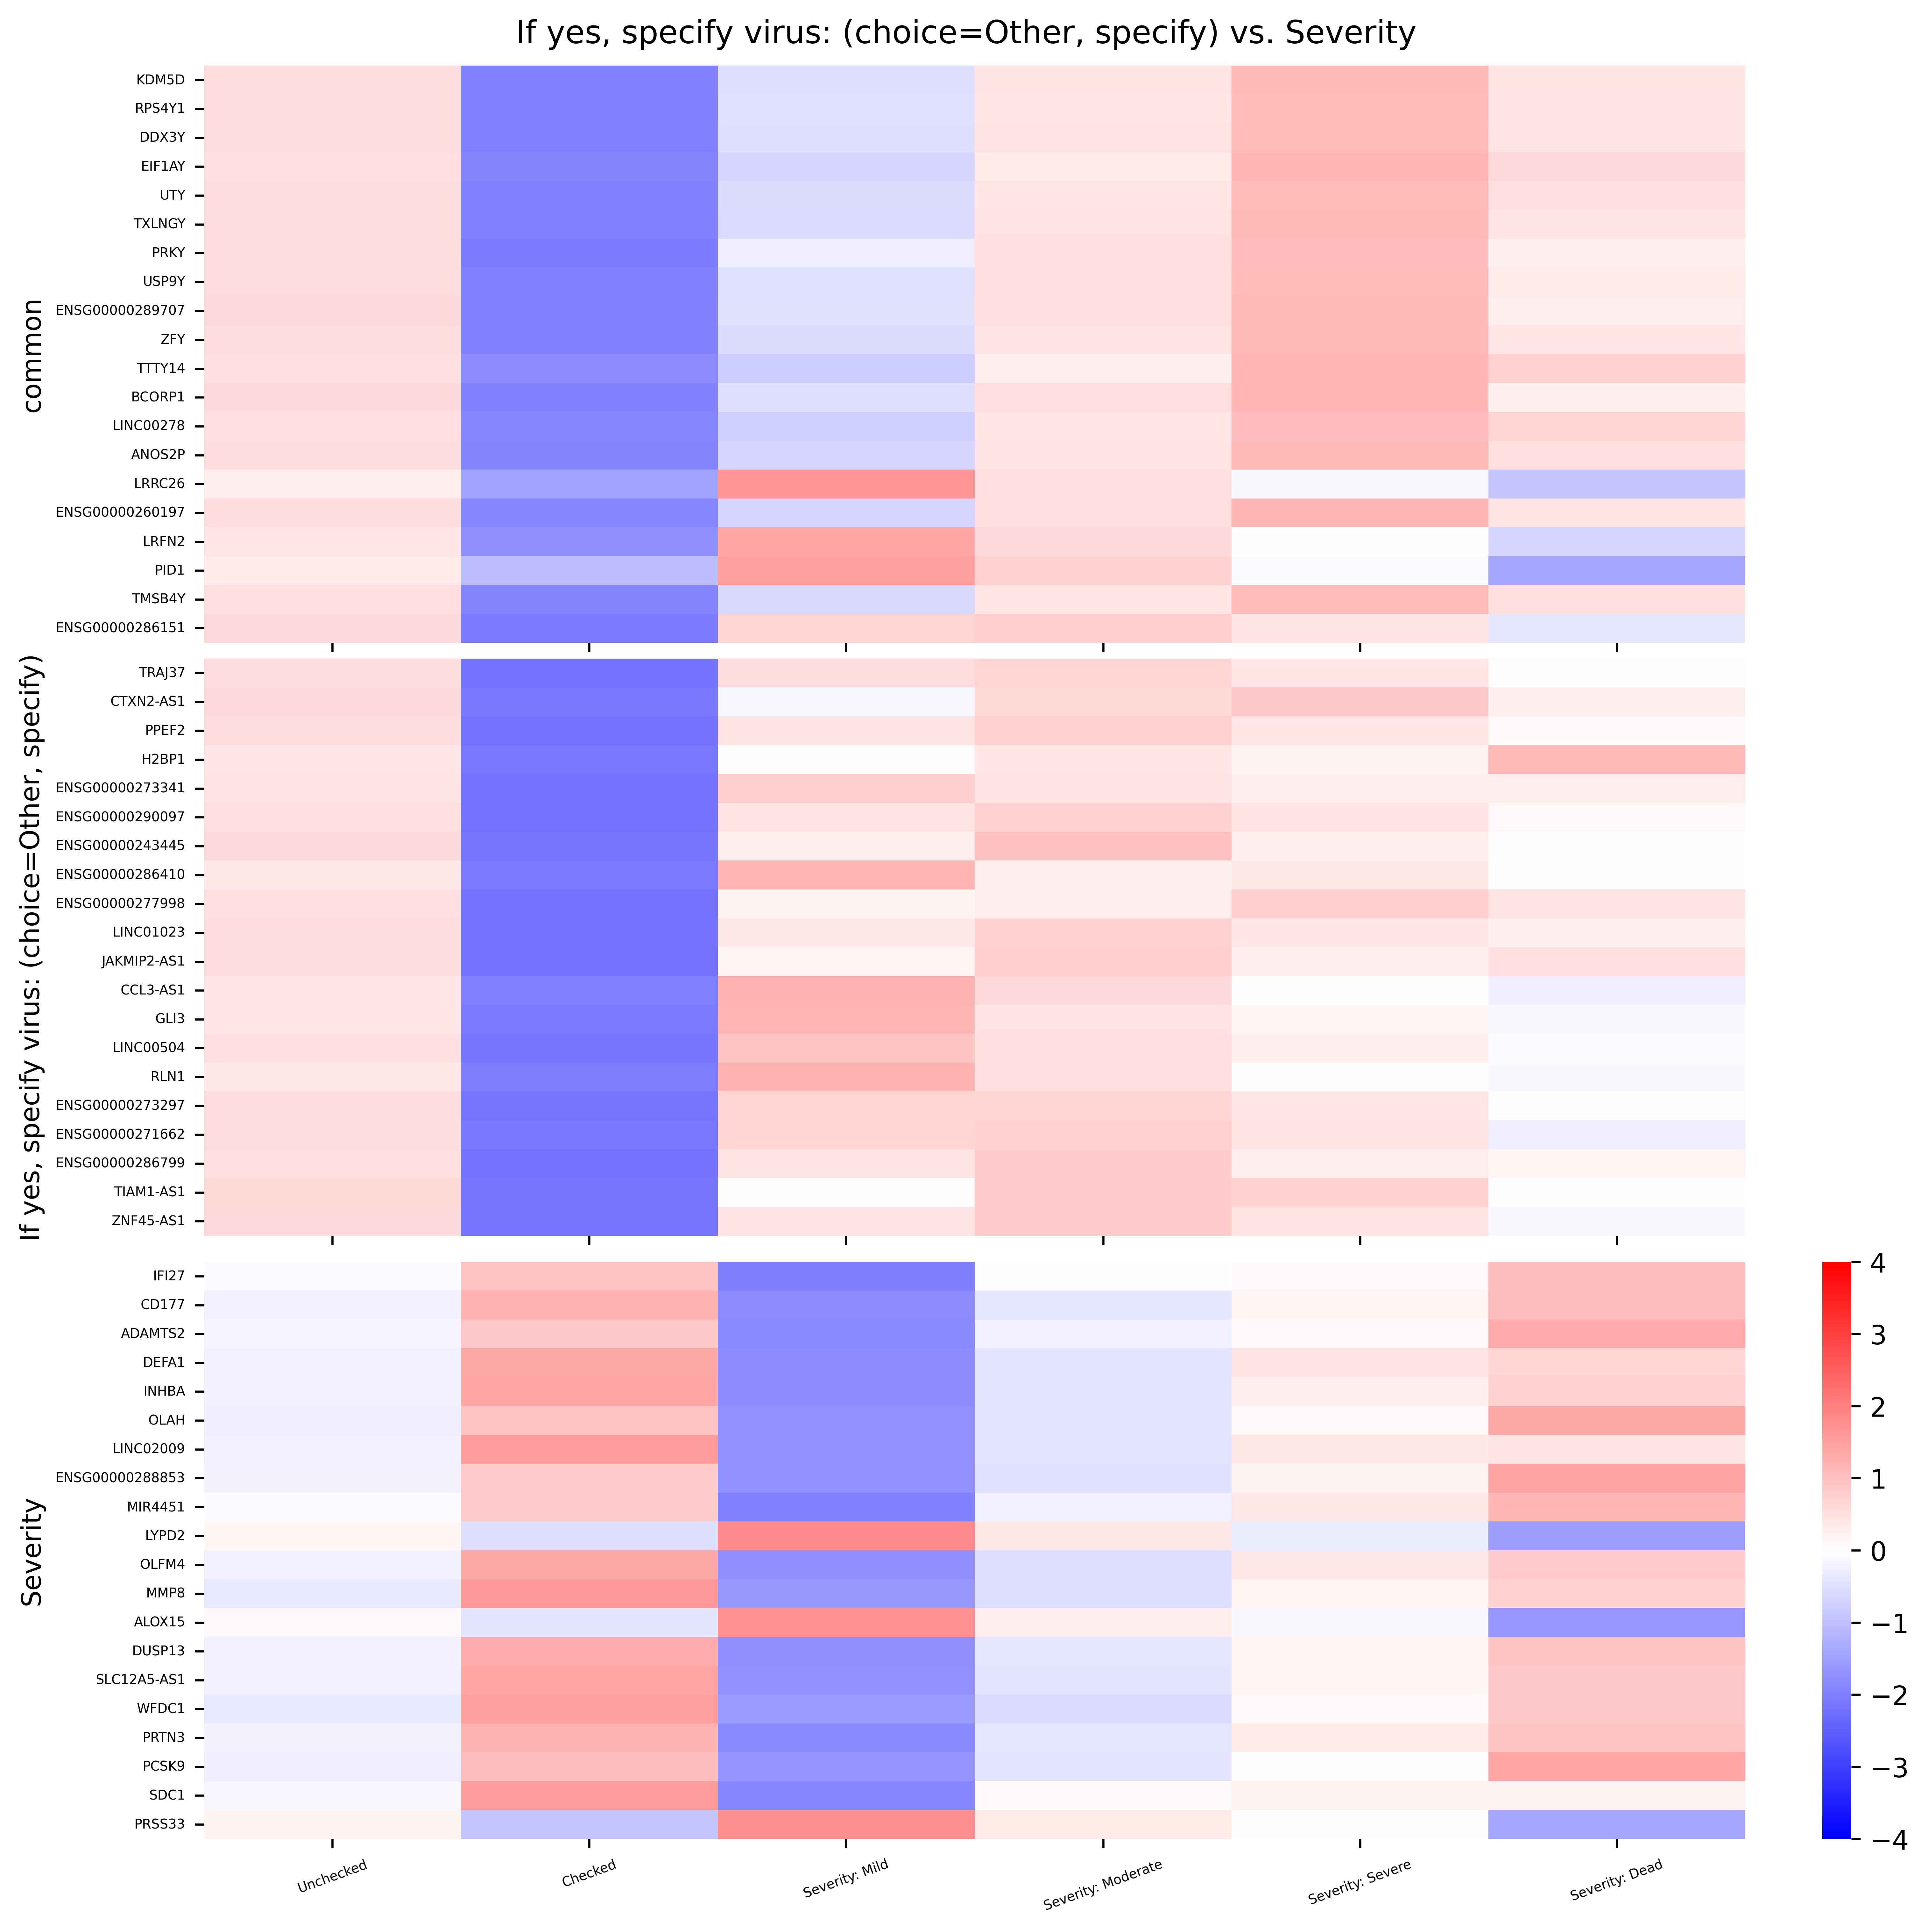 If yes, specify virus: (choice=Other, specify) vs. Severity
common
KDM5D
RPS4Y1
DDX3Y
EIF1AY
UTY
TXLNGY
PRKY
USP9Y
ENSG00000289707
ZFY
TTTY14
BCORP1
LINC00278
ANOS2P
LRRC26
ENSG00000260197
LRFN2
PID1
TMSB4Y
ENSG00000286151
If yes, specify virus: (choice=Other, specify)
TRAJ37
CTXN2-AS1
PPEF2
H2BP1
ENSG00000273341
ENSG00000290097
ENSG00000243445
ENSG00000286410
ENSG00000277998
LINC01023
JAKMIP2-AS1
CCL3-AS1
GLI3
LINC00504
RLN1
ENSG00000273297
ENSG00000271662
ENSG00000286799
TIAM1-AS1
ZNF45-AS1
Severity
IFI27
CD177
ADAMTS2
DEFA1
INHBA
OLAH
LINC02009
ENSG00000288853
MIR4451
LYPD2
OLFM4
MMP8
ALOX15
DUSP13
SLC12A5-AS1
WFDC1
PRTN3
PCSK9
SDC1
PRSS33
Unchecked
Checked
Severity: Mild
Severity: Moderate
Severity: Severe
Severity: Dead
4
3
2
1
0
−1
−2
−3
−4